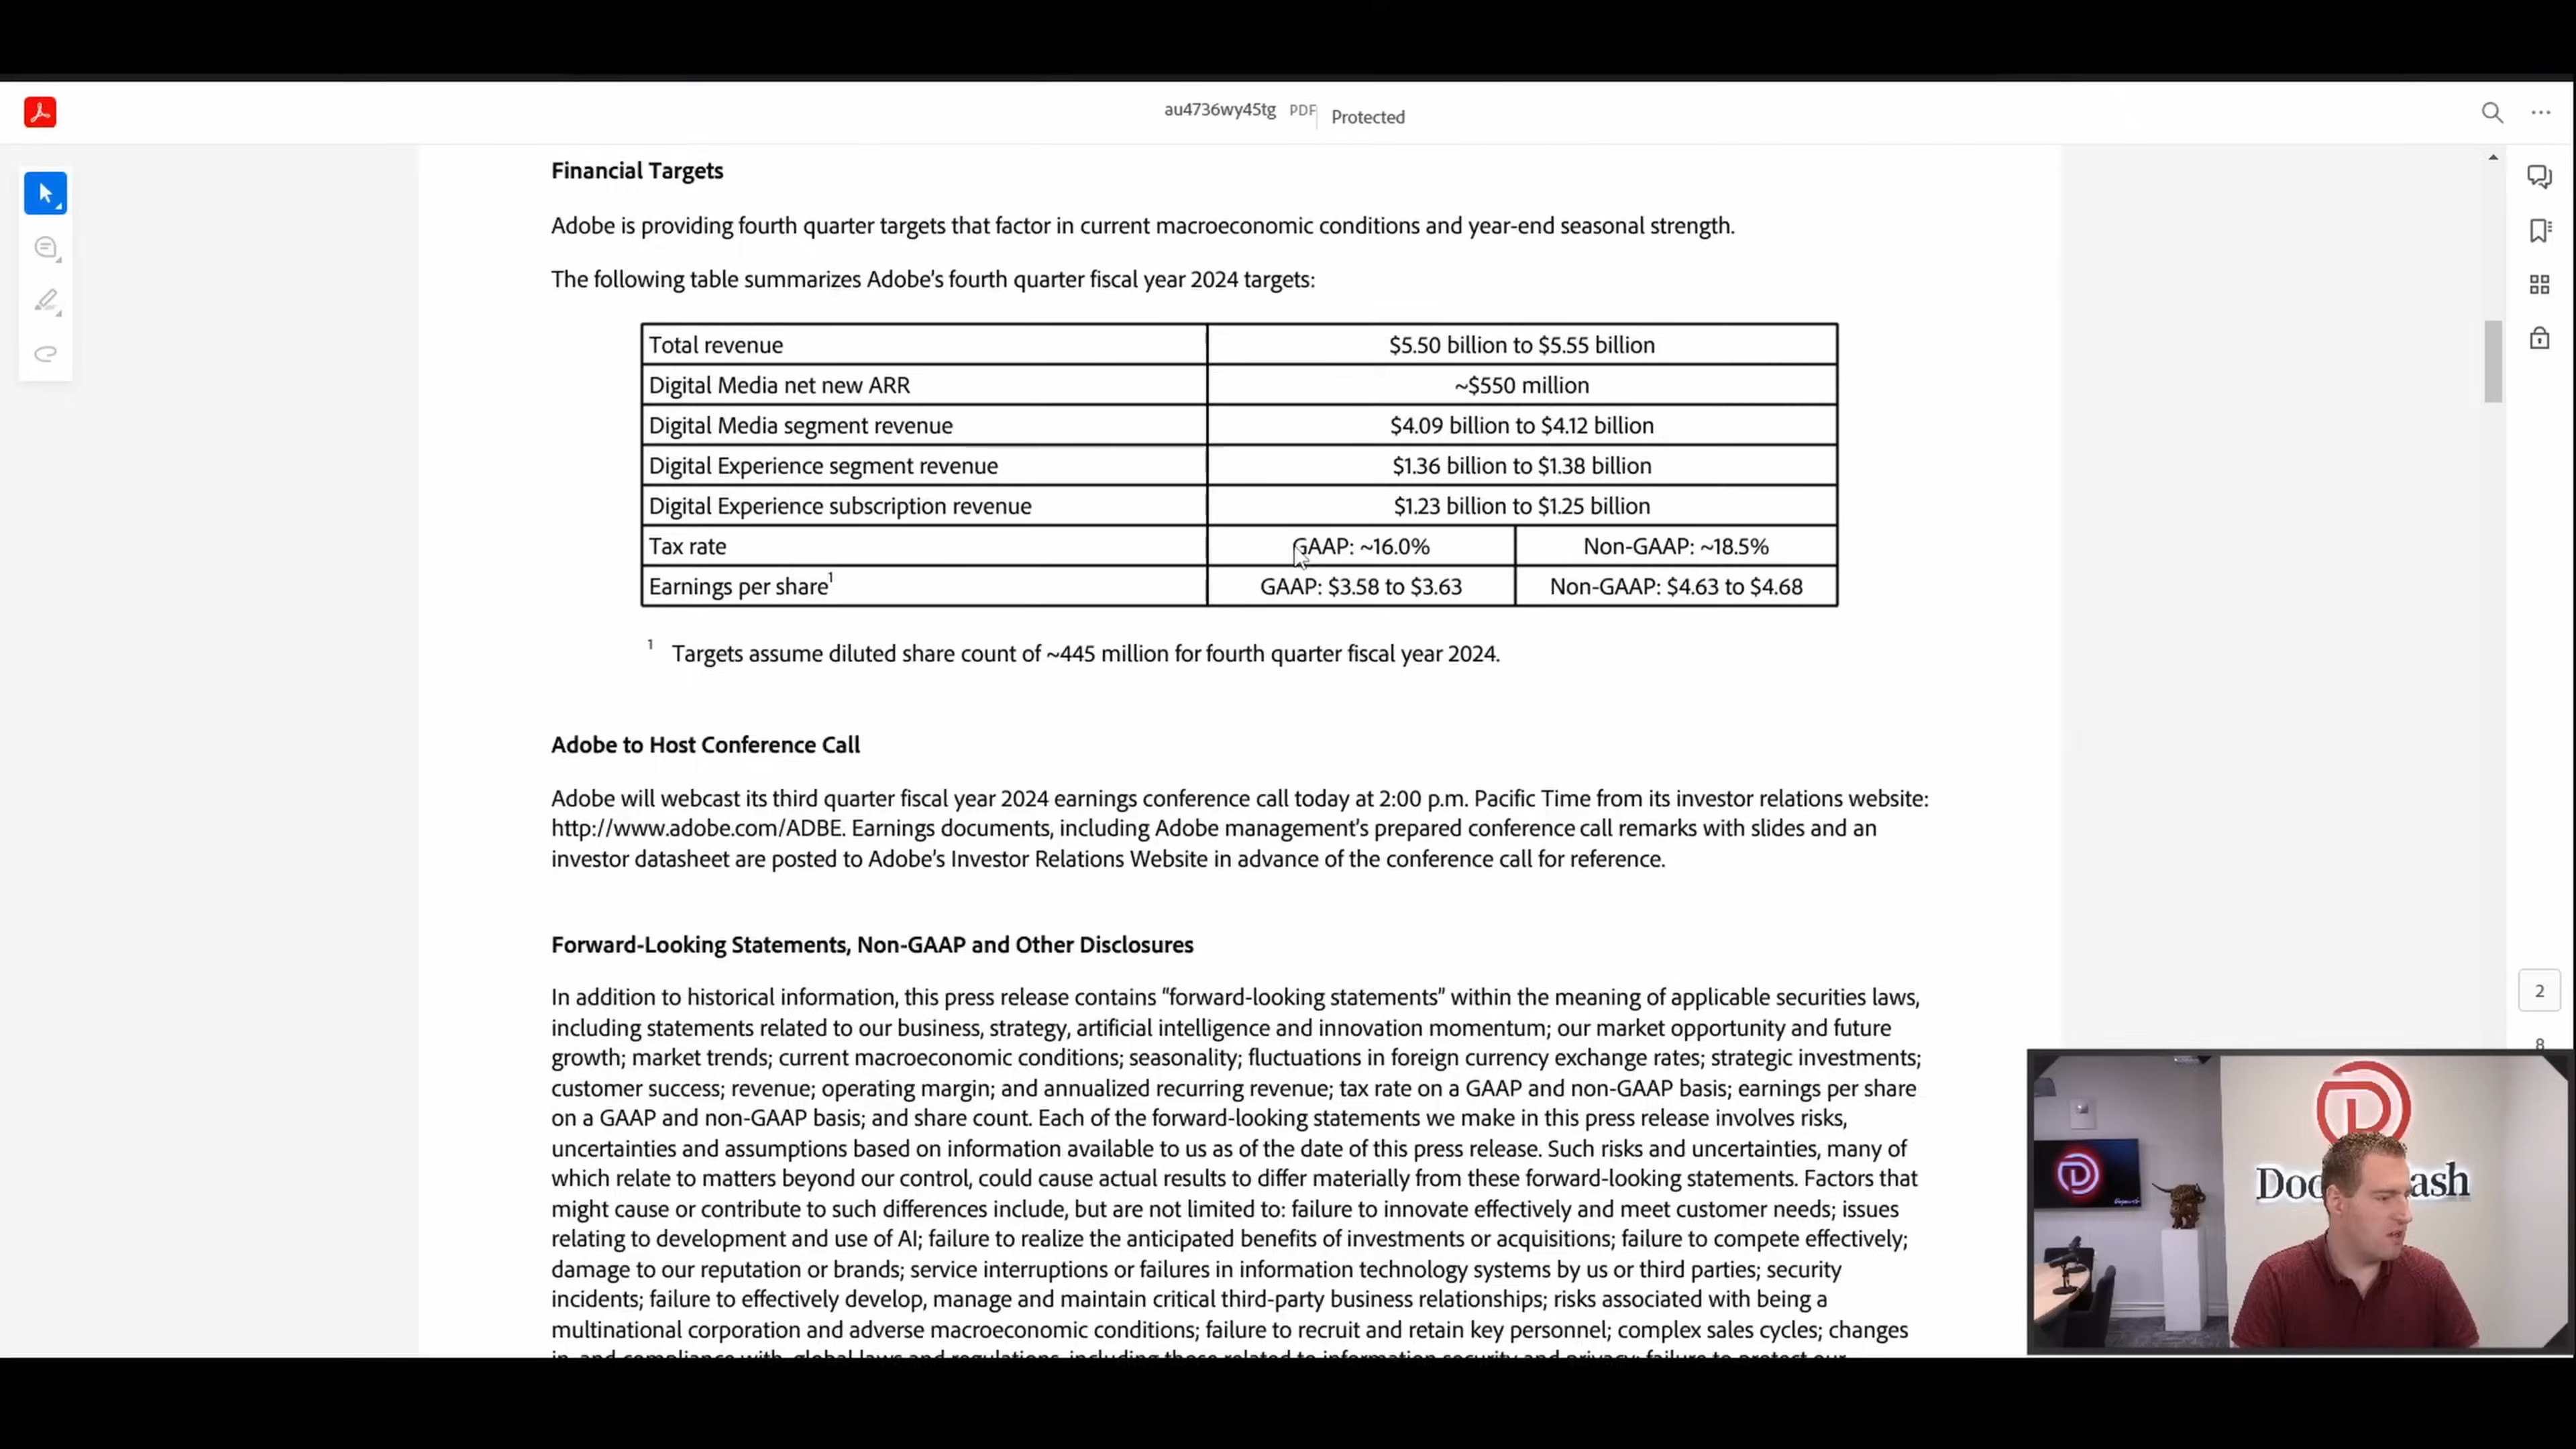 au4736wy45tg PDF Protected
Financial Targets
Adobe is providing fourth quarter targets that factor in current macroeconomic conditions and year-end seasonal strength.
The following table summarizes Adobe's fourth quarter fiscal year 2024 targets:
Total revenue $5.50 billion to $5.55 billion
Digital Media net new ARR ~$550 million
Digital Media segment revenue $4.09 billion to $4.12 billion
Digital Experience segment revenue $1.36 billion to $1.38 billion
Digital Experience subscription revenue $1.23 billion to $1.25 billion
Tax rate GAAP: ~16.0% Non-GAAP: ~18.5%
Earnings per share1 GAAP: $3.58 to $3.63 Non-GAAP: $4.63 to $4.68
1 Targets assume diluted share count of ~445 million for fourth quarter fiscal year 2024.
Adobe to Host Conference Call
Adobe will webcast its third quarter fiscal year 2024 earnings conference call today at 2:00 p.m. Pacific Time from its investor relations website:
http://www.adobe.com/ADBE. Earnings documents, including Adobe management's prepared conference call remarks with slides and an
investor datasheet are posted to Adobe's Investor Relations Website in advance of the conference call for reference.
Forward-Looking Statements, Non-GAAP and Other Disclosures
In addition to historical information, this press release contains "forward-looking statements" within the meaning of applicable securities laws,
including statements related to our business, strategy, artificial intelligence and innovation momentum; our market opportunity and future
growth; market trends; current macroeconomic conditions; seasonality; fluctuations in foreign currency exchange rates; strategic investments;
customer success; revenue; operating margin; and annualized recurring revenue; tax rate on a GAAP and non-GAAP basis; earnings per share
on a GAAP and non-GAAP basis; and share count. Each of the forward-looking statements we make in this press release involves risks,
uncertainties and assumptions based on information available to us as of the date of this press release. Such risks and uncertainties, many of
which relate to matters beyond our control, could cause actual results to differ materially from these forward-looking statements. Factors that
might cause or contribute to such differences include, but are not limited to: failure to innovate effectively and meet customer needs; issues
relating to development and use of AI; failure to realize the anticipated benefits of investments or acquisitions; failure to compete effectively;
damage to our reputation or brands; service interruptions or failures in information technology systems by us or third parties; security
incidents; failure to effectively develop, manage and maintain critical third-party business relationships; risks associated with being a
multinational corporation and adverse macroeconomic conditions; failure to recruit and retain key personnel; complex sales cycles; changes
in, and compliance with, global laws and regulations, including those related to information security and privacy; failure to protect our
2
8